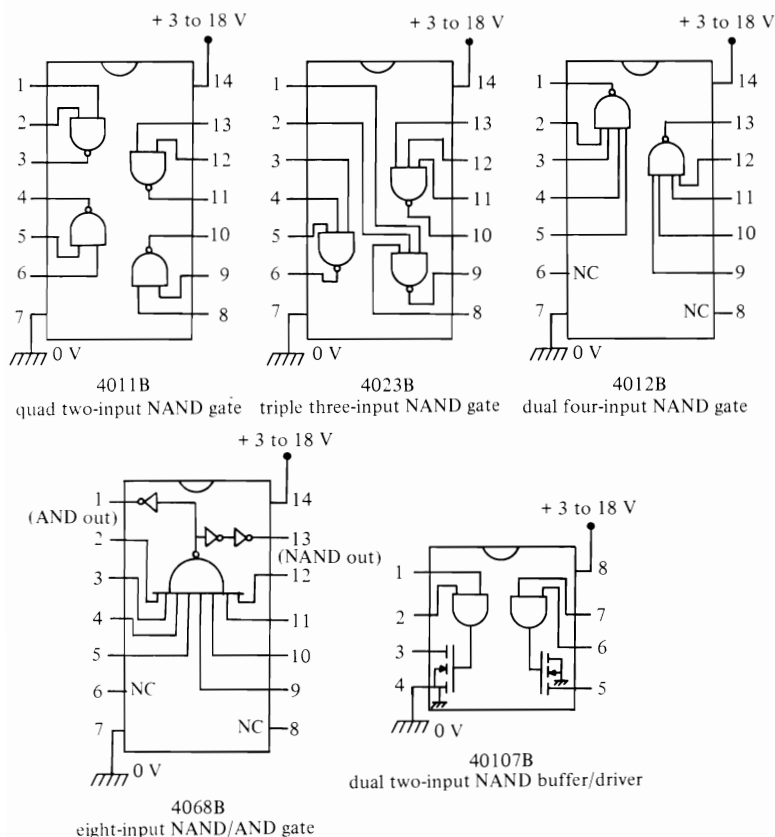 + 3 to 18 V + 3 to 18 V + 3 to 18 V
1 14 1 14 1 14
2 13 2 13 2 13
3 12 3 12 3 12
4 11 4 11 4 11
5 10 5 10 5 10
6 9 6 9 6 NC 9
7 8 7 8 7 NC 8
0 V 0 V 0 V
4011B 4023B 4012B
quad two-input NAND gate triple three-input NAND gate dual four-input NAND gate
+ 3 to 18 V
1 14
(AND out)
2 13
(NAND out)
3 12
4 11
5 10
6 NC 9
7 NC 8
0 V
4068B
eight-input NAND/AND gate
+ 3 to 18 V
1 8
2 7
3 6
4 5
0 V
40107B
dual two-input NAND buffer/driver